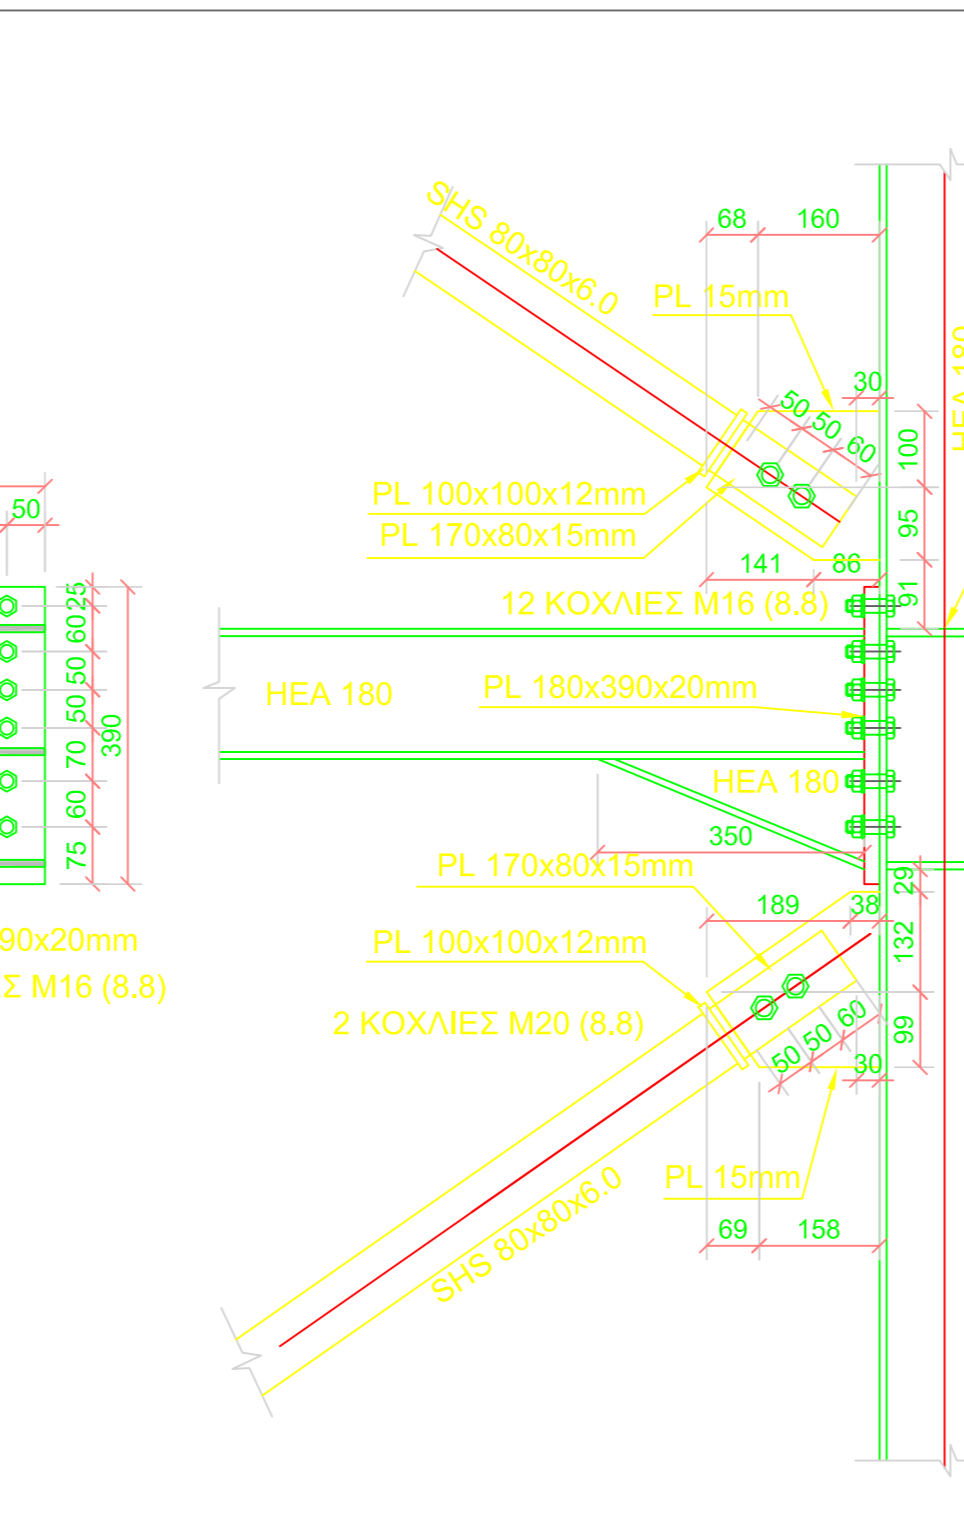 SHS 80x80x6.0
68
160
PL 15mm
30
50
50
60
100
PL 100x100x12mm
PL 170x80x15mm
95
50
141
86
91
12 ΚΟΧΛΙΕΣ M16 (8.8)
25
60
50
50
70
60
75
390
HEA 180
PL 180x390x20mm
HEA 180
350
PL 170x80x15mm
29
189
38
132
90x20mm
PL 100x100x12mm
Σ M16 (8.8)
2 ΚΟΧΛΙΕΣ M20 (8.8)
50
50
60
99
30
PL 15mm
SHS 80x80x6.0
69
158
HEA 180